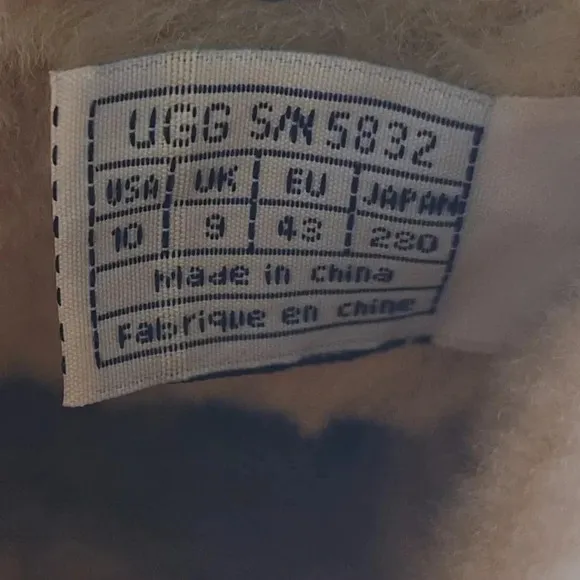 UGG S/N 5832
USA UK EU JAPAN
10 9 43 280
Made in china
Fabrique en chine